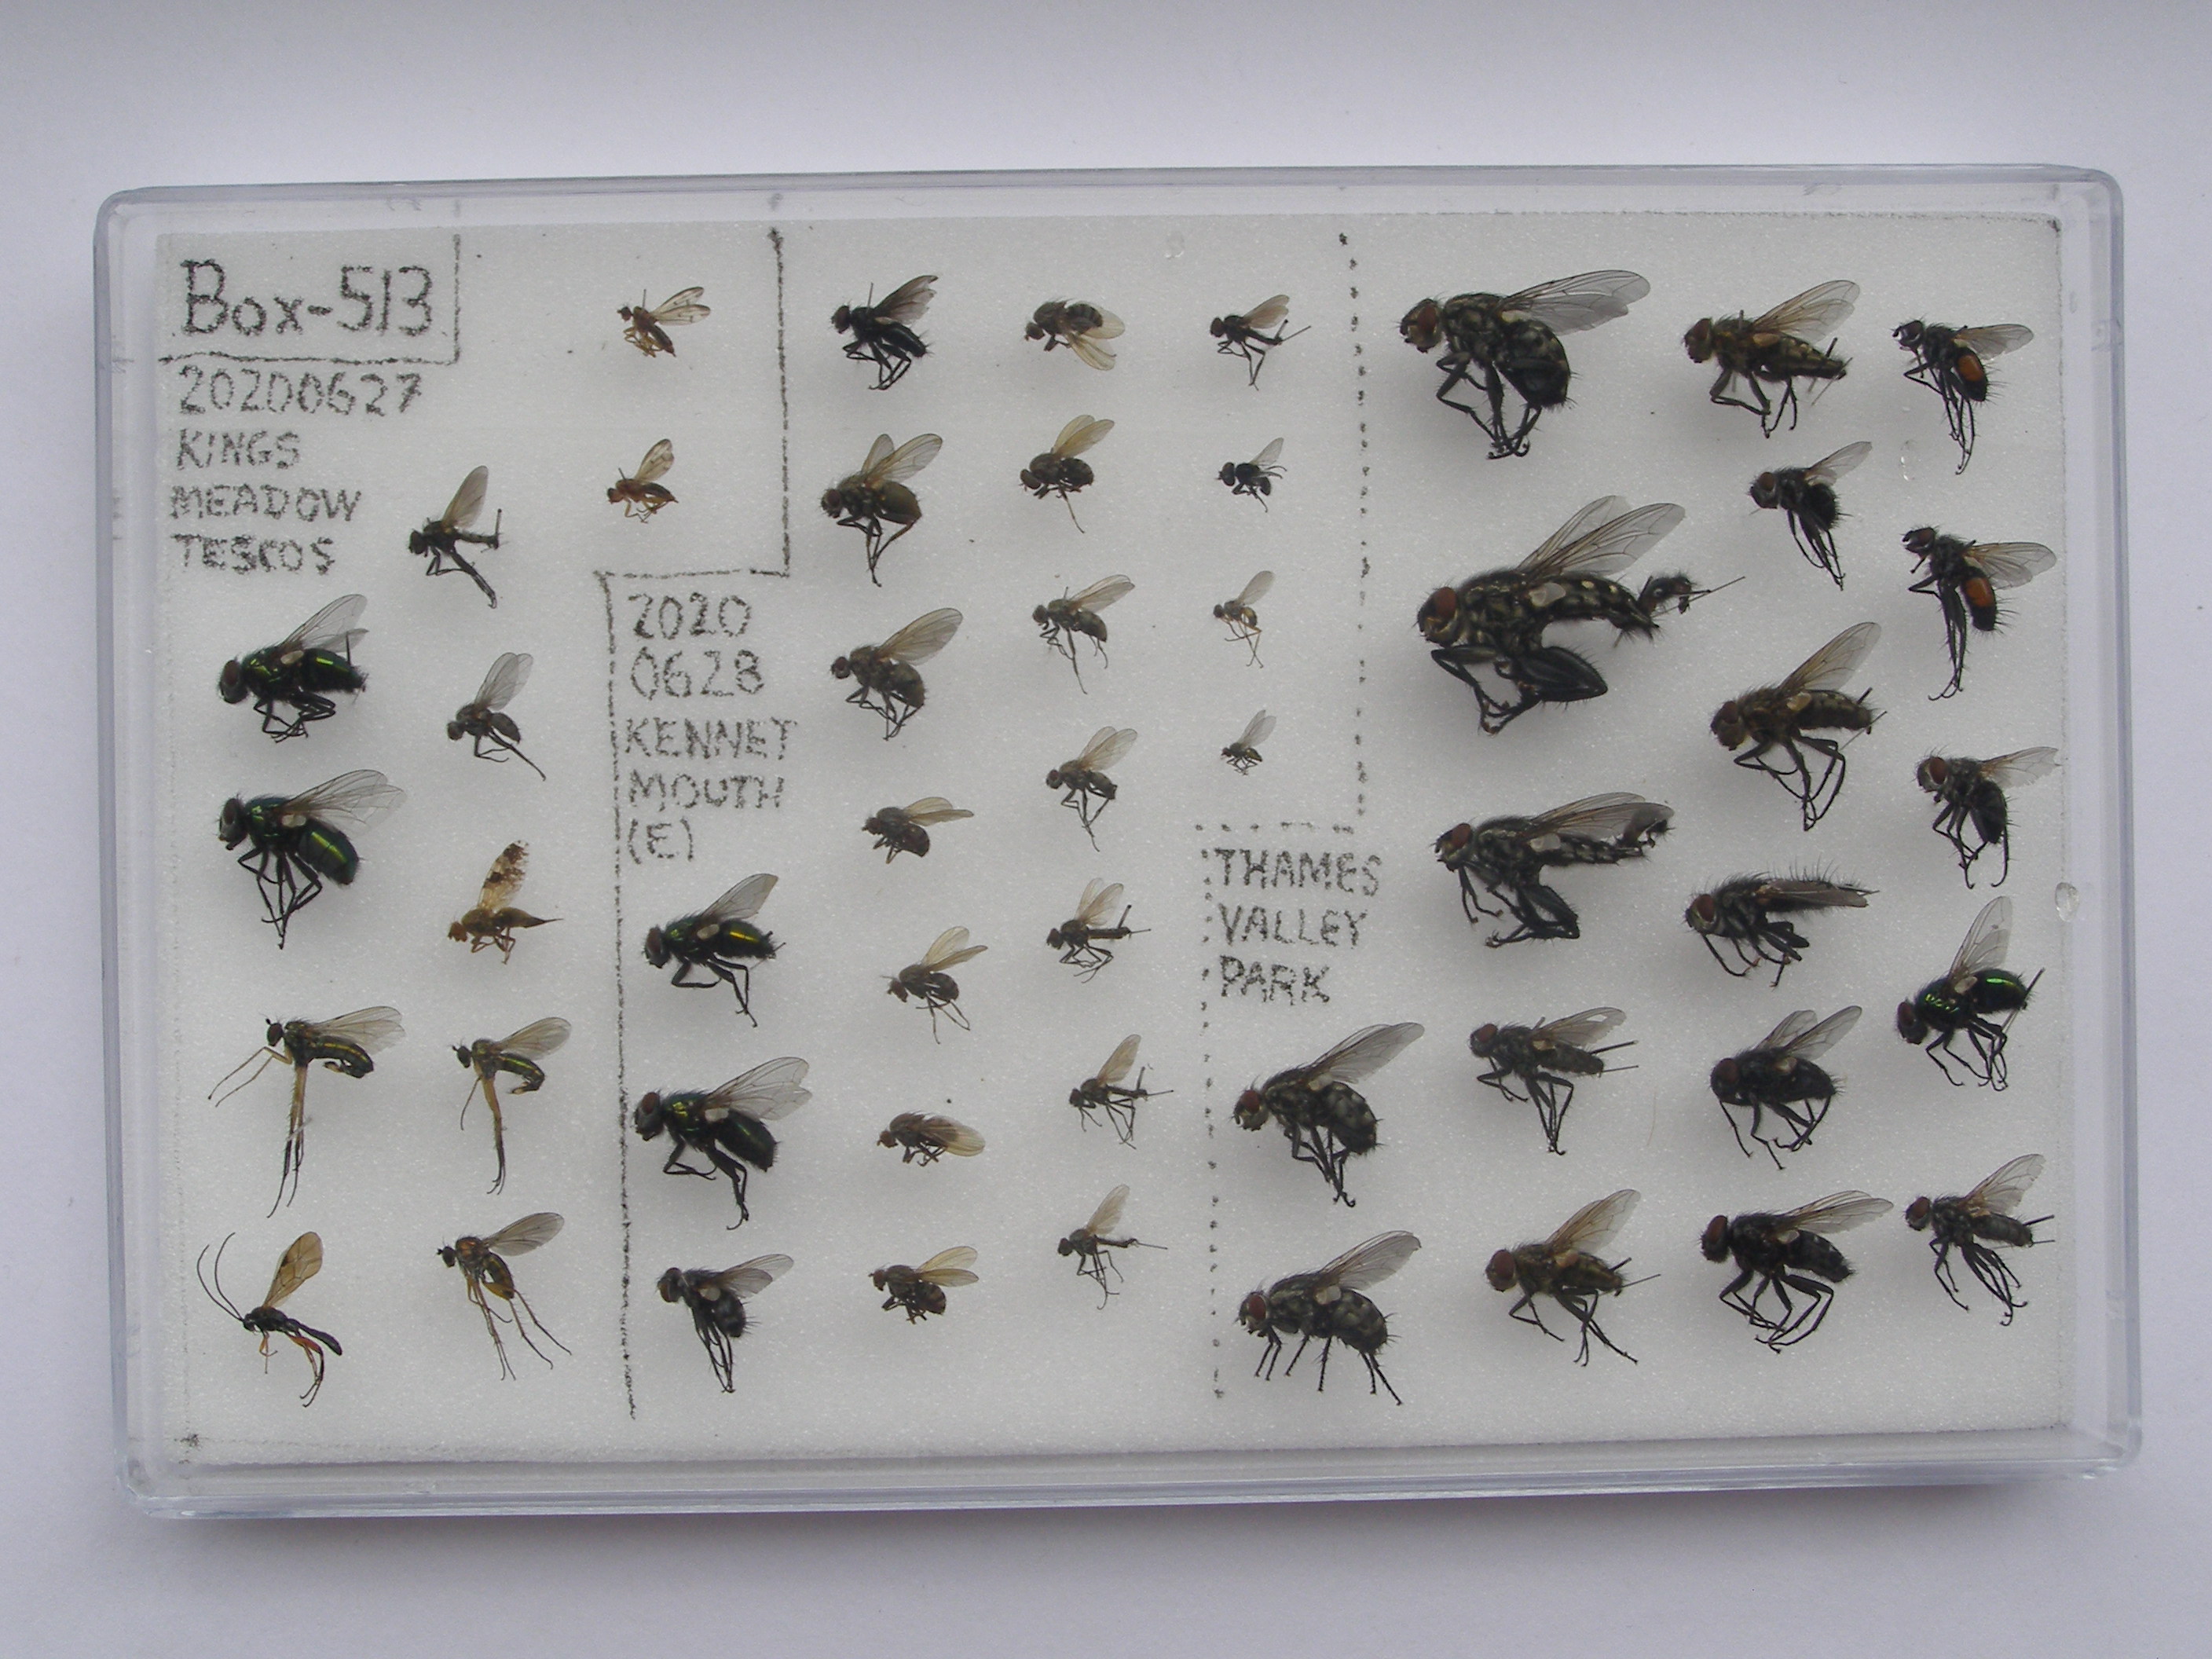 Box-513
20200627
KINGS
MEADOW
TESCOS
2020
0628
KENNET
MOUTH
(E)
THAMES
VALLEY
PARK